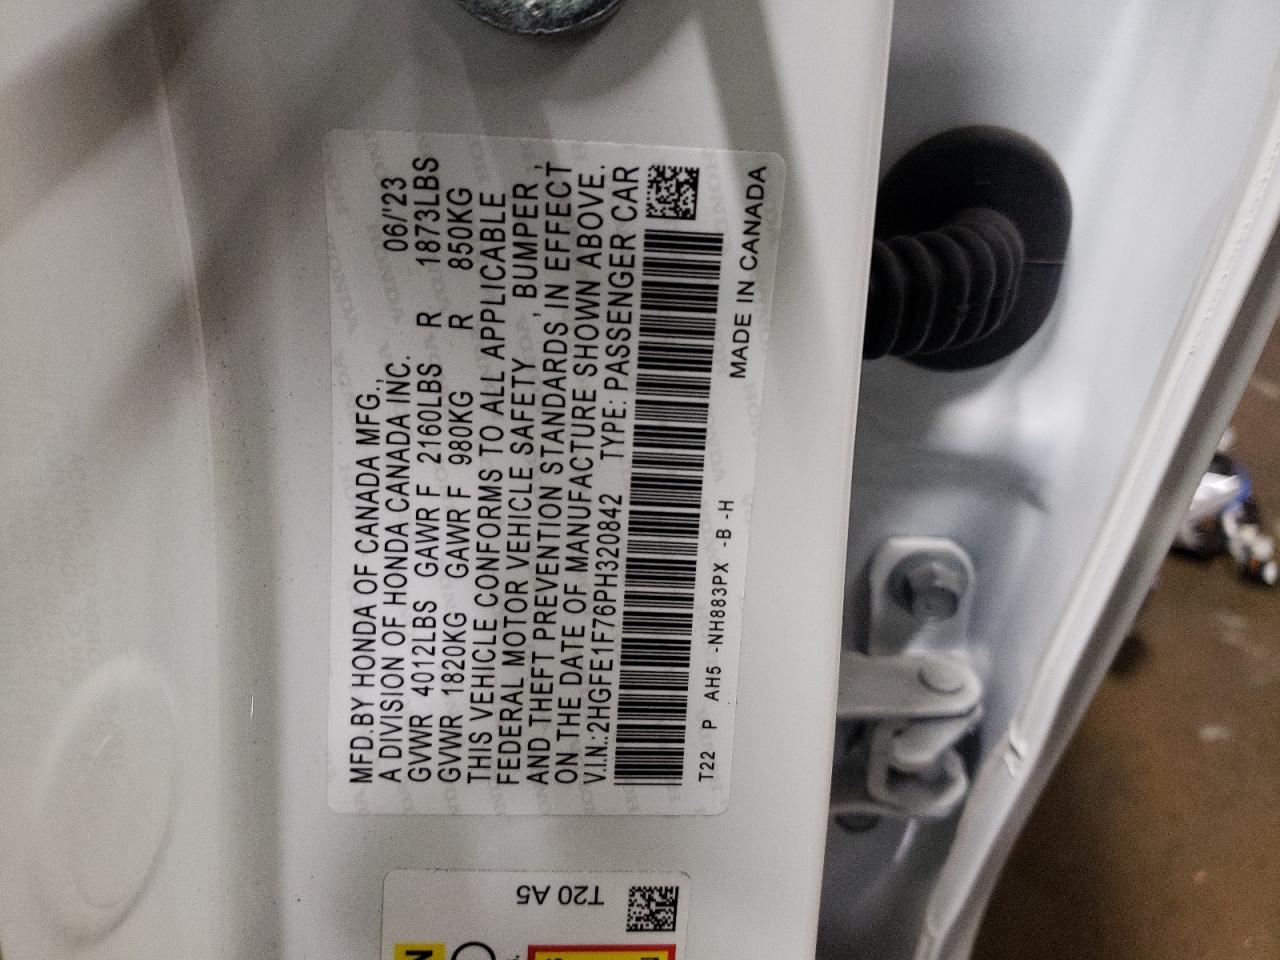 MFD.BY HONDA OF CANADA MFG.,
A DIVISION OF HONDA CANADA INC. 06/'23
GVWR 4012LBS GAWR F 2160LBS R 1873LBS
GVWR 1820KG GAWR F 980KG R 850KG
THIS VEHICLE CONFORMS TO ALL APPLICABLE
FEDERAL MOTOR VEHICLE SAFETY , BUMPER ,
AND THEFT PREVENTION STANDARDS IN EFFECT
ON THE DATE OF MANUFACTURE SHOWN ABOVE.
V.I.N.:2HGFE1F76PH320842 TYPE: PASSENGER CAR
T22 P AH5 -NH883PX -B -H MADE IN CANADA
T20 A5